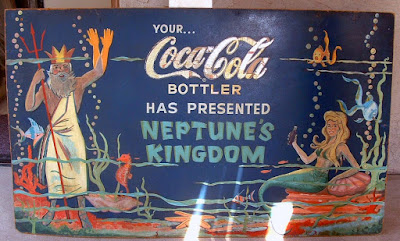 YOUR...
Coca-Cola
BOTTLER
HAS PRESENTED
NEPTUNE'S
KINGDOM